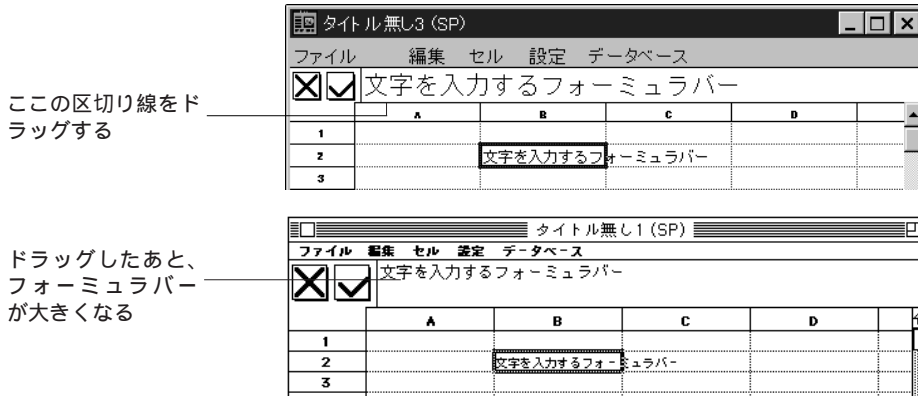 タイトル無し3 (SP)
ファイル 編集 セル 設定 データベース
文字を入力するフォーミュラバー
ここの区切り線をド
ラッグする
A B C D
1
2 文字を入力するフォーミュラバー
3
タイトル無し1 (SP)
ファイル 編集 セル 設定 データベース
文字を入力するフォーミュラバー
ドラッグしたあと、
フォーミュラバー
が大きくなる
A B C D
1
2 文字を入力するフォーミュラバー
3